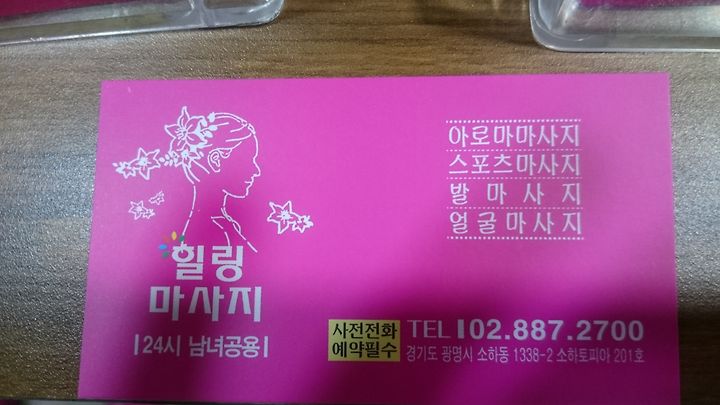 힐링
마사지
24시 남녀공용
아로마마사지
스포츠마사지
발 마 사 지
얼굴마사지
사전전화
예약필수
TEL 02.887.2700
경기도 광명시 소하동 1338-2 소하토피아 201호